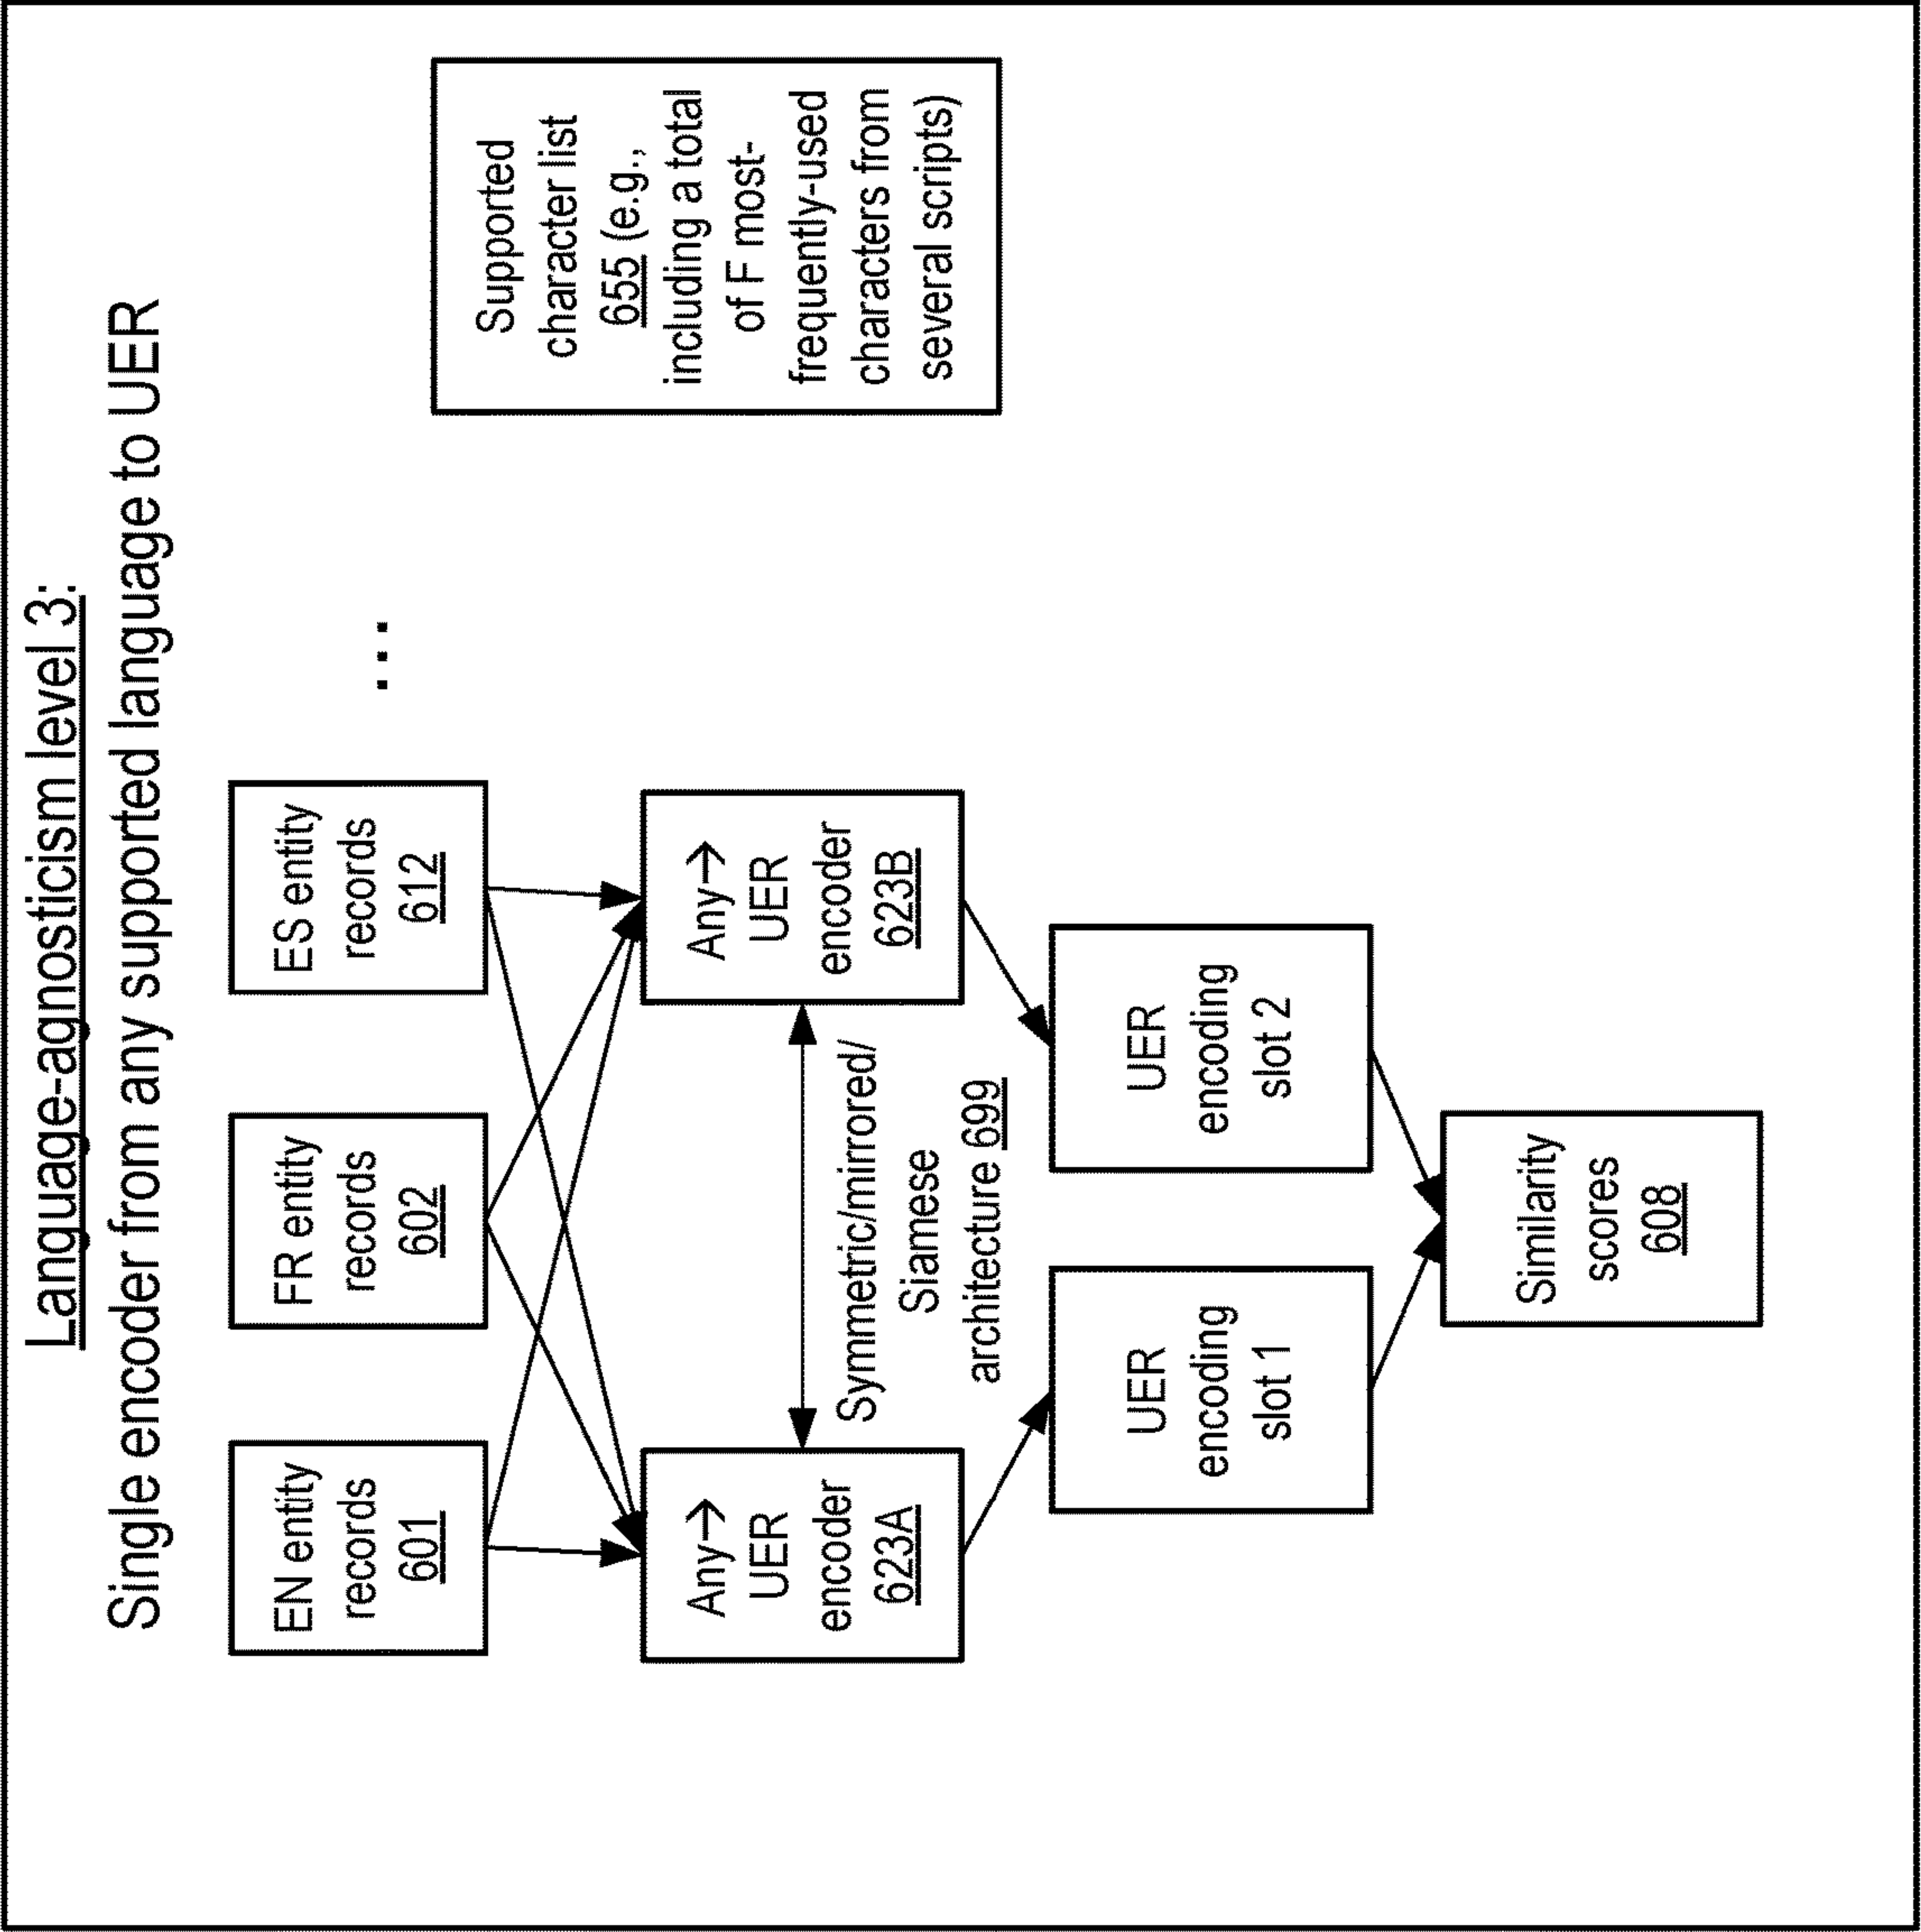 Language-agnosticism level 3:
Single encoder from any supported language to UER
EN entity
records
601
FR entity
records
602
ES entity
records
612
...
Supported
character list
655 (e.g.,
including a total
of F most-
frequently-used
characters from
several scripts)
Any→
UER
encoder
623A
Symmetric/mirrored/
Siamese
architecture 699
Any→
UER
encoder
623B
UER
encoding
slot 1
UER
encoding
slot 2
Similarity
scores
608